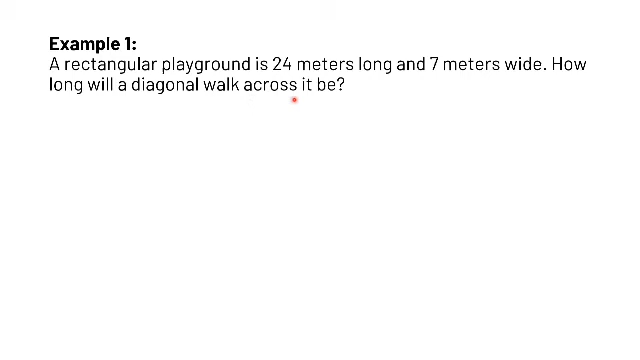 Example 1:
A rectangular playground is 24 meters long and 7 meters wide. How
long will a diagonal walk across it be?